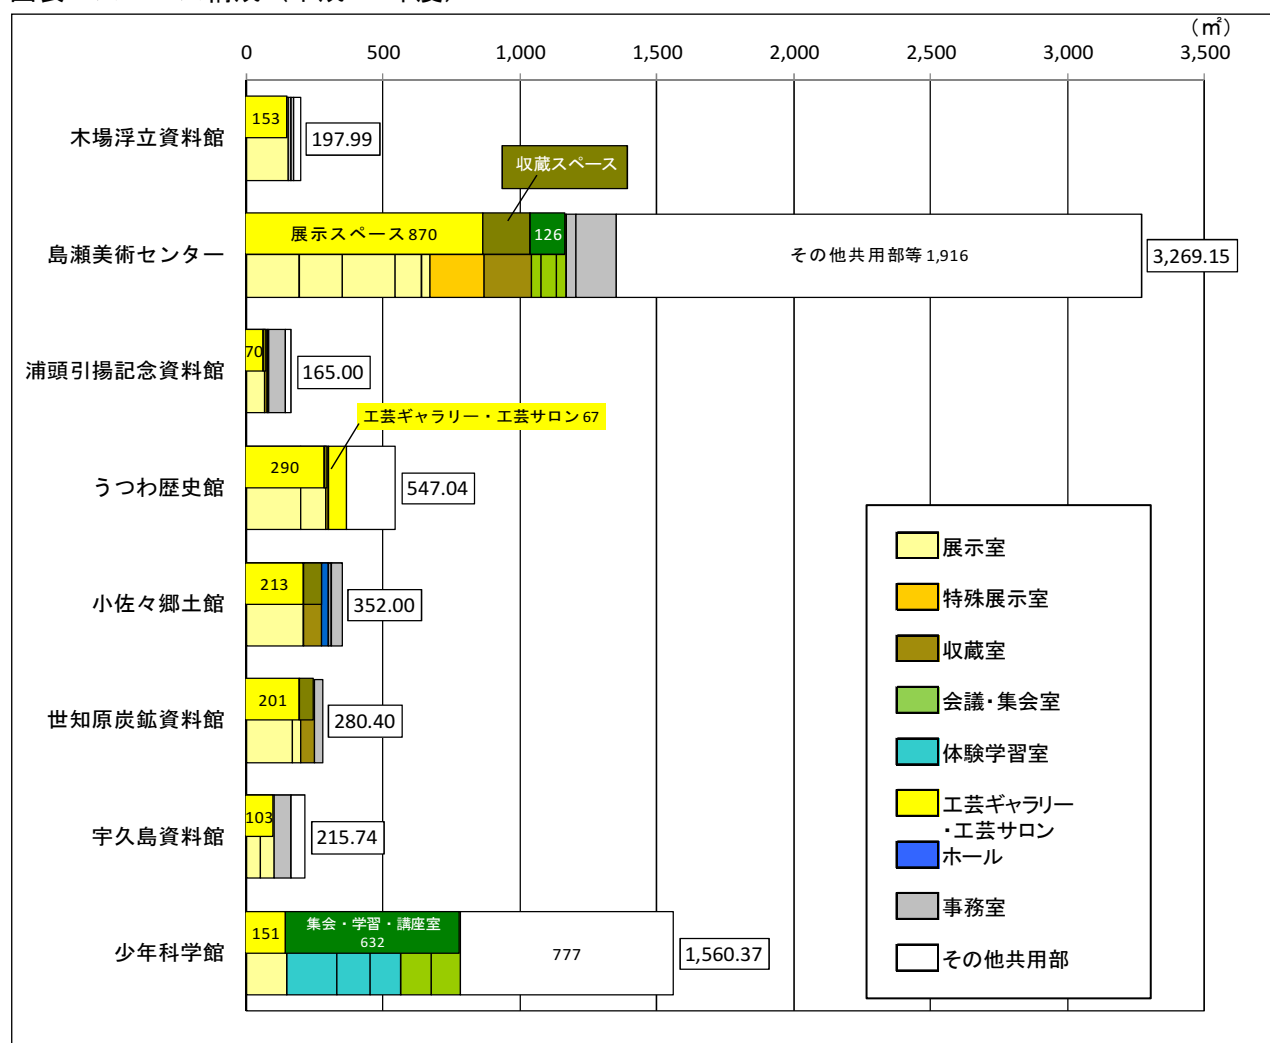 (㎡)
0 500 1,000 1,500 2,000 2,500 3,000 3,500
木場浮立資料館 153 197.99
収蔵スペース
島瀬美術センター 展示スペース870 126 その他共用部等1,916 3,269.15
浦頭引揚記念資料館 70 165.00
工芸ギャラリー・工芸サロン67
うつわ歴史館 290 547.04
小佐々郷土館 213 352.00
世知原炭鉱資料館 201 280.40
宇久島資料館 103 215.74
少年科学館 151 集会・学習・講座室
632 777 1,560.37
展示室
特殊展示室
収蔵室
会議・集会室
体験学習室
工芸ギャラリー
・工芸サロン
ホール
事務室
その他共用部